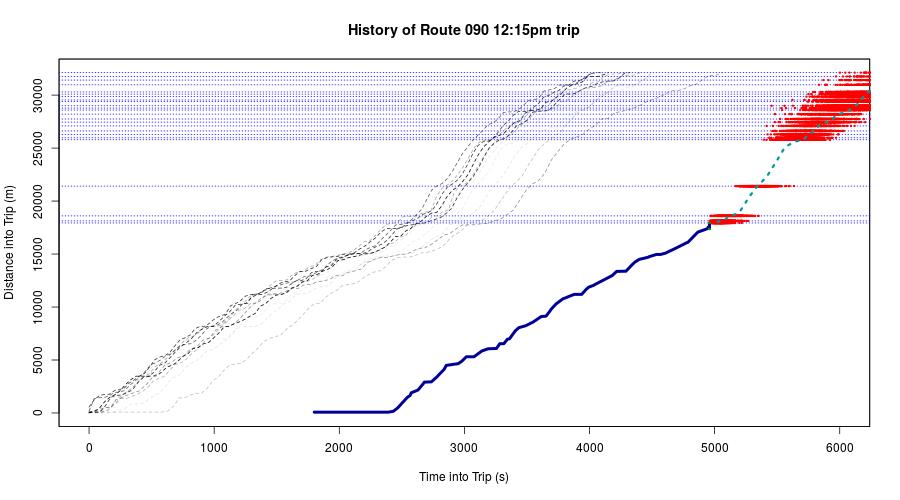 History of Route 090 12:15pm trip
Distance into Trip (m)
30000
25000
20000
15000
10000
5000
0
0 1000 2000 3000 4000 5000 6000
Time into Trip (s)